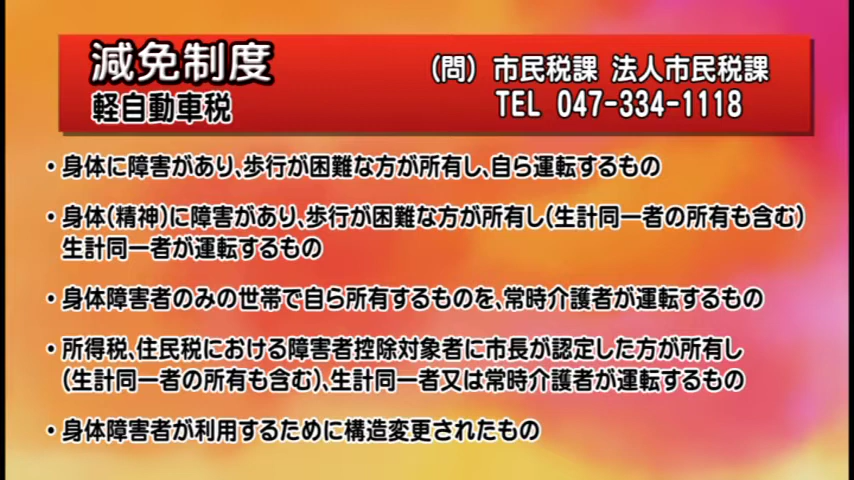 減免制度
軽自動車税
(問) 市民税課 法人市民税課
TEL 047-334-1118
・身体に障害があり、歩行が困難な方が所有し、自ら運転するもの
・身体(精神)に障害があり、歩行が困難な方が所有し(生計同一者の所有も含む)
生計同一者が運転するもの
・身体障害者のみの世帯で自ら所有するものを、常時介護者が運転するもの
・所得税、住民税における障害者控除対象者に市長が認定した方が所有し
(生計同一者の所有も含む)、生計同一者又は常時介護者が運転するもの
・身体障害者が利用するために構造変更されたもの